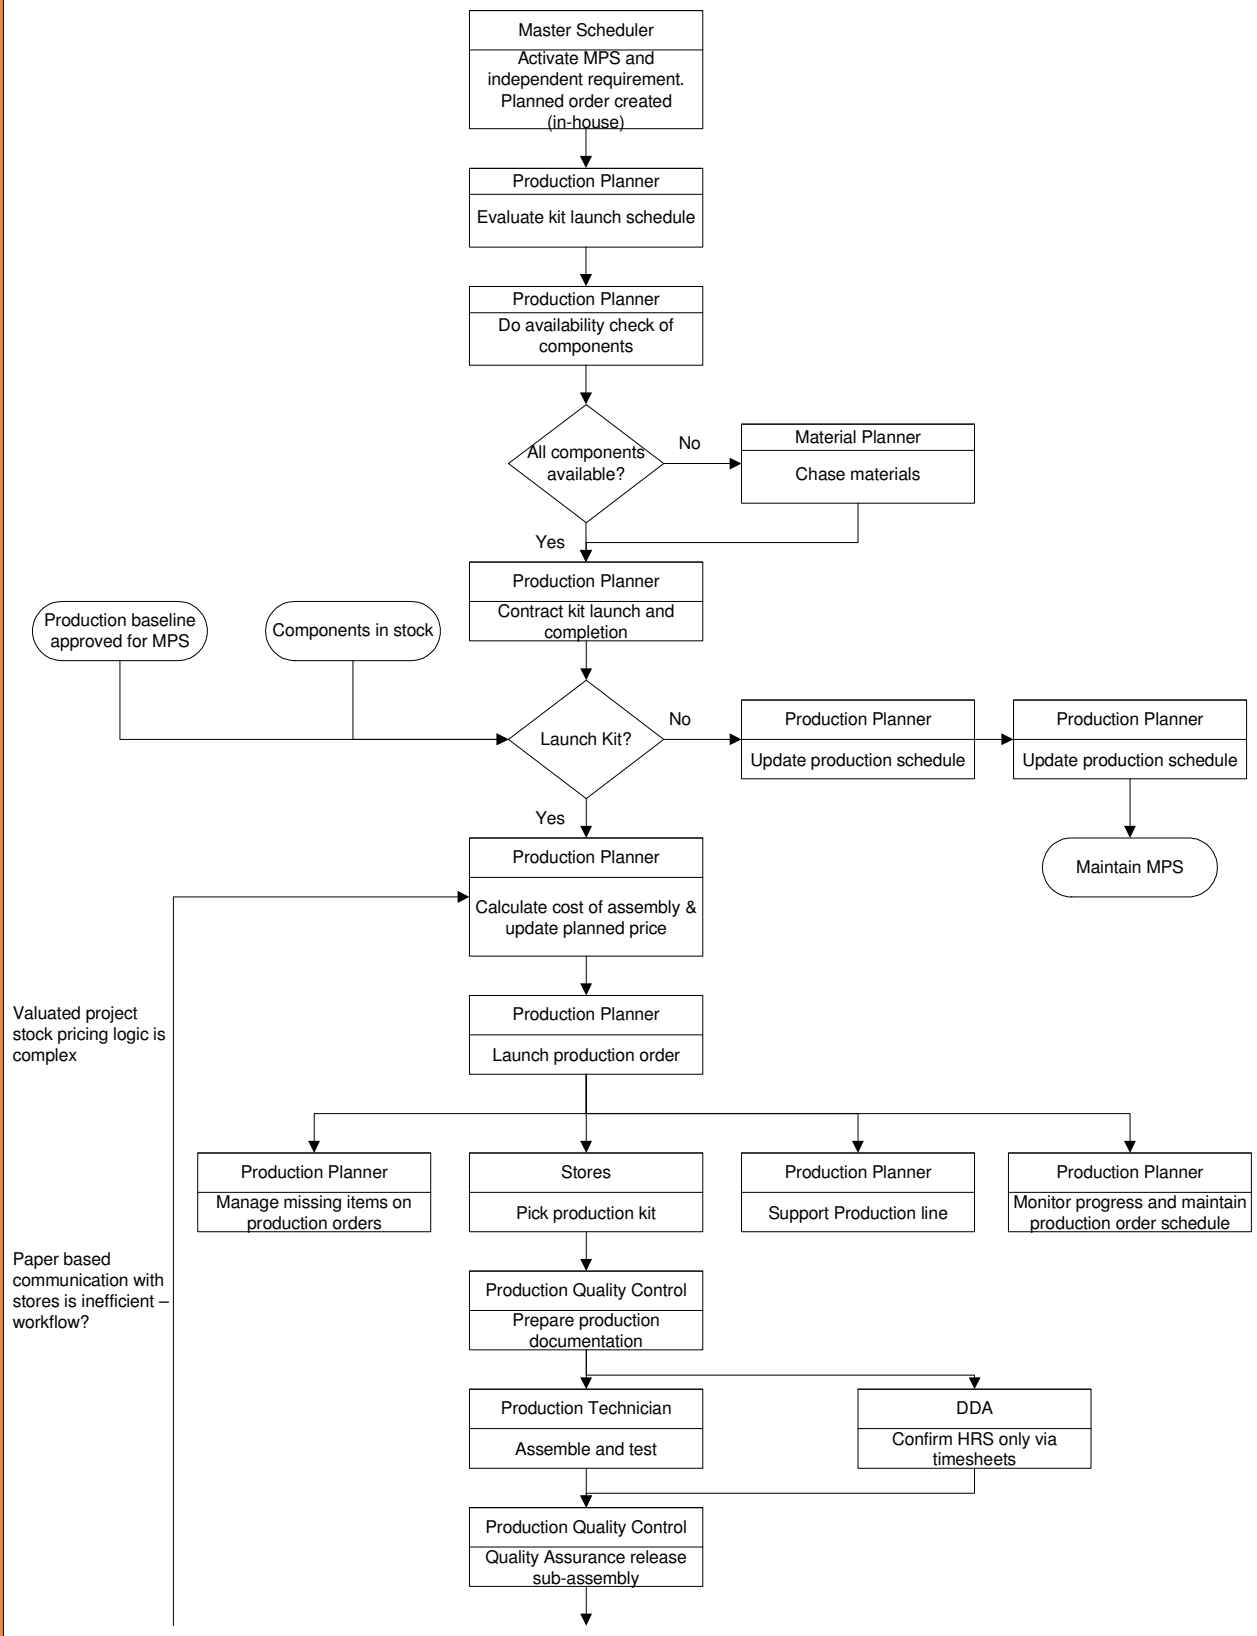 Master Scheduler
Activate MPS and
independent requirement.
Planned order created
(in-house)
Production Planner
Evaluate kit launch schedule
Production Planner
Do availability check of
components
All components
available?
No
Material Planner
Chase materials
Yes
Production Planner
Contract kit launch and
completion
Production baseline
approved for MPS
Components in stock
Launch Kit?
No
Production Planner
Update production schedule
Production Planner
Update production schedule
Maintain MPS
Yes
Production Planner
Calculate cost of assembly &
update planned price
Valuated project
stock pricing logic is
complex
Production Planner
Launch production order
Production Planner
Manage missing items on
production orders
Stores
Pick production kit
Production Planner
Support Production line
Production Planner
Monitor progress and maintain
production order schedule
Paper based
communication with
stores is inefficient –
workflow?
Production Quality Control
Prepare production
documentation
Production Technician
Assemble and test
DDA
Confirm HRS only via
timesheets
Production Quality Control
Quality Assurance release
sub-assembly